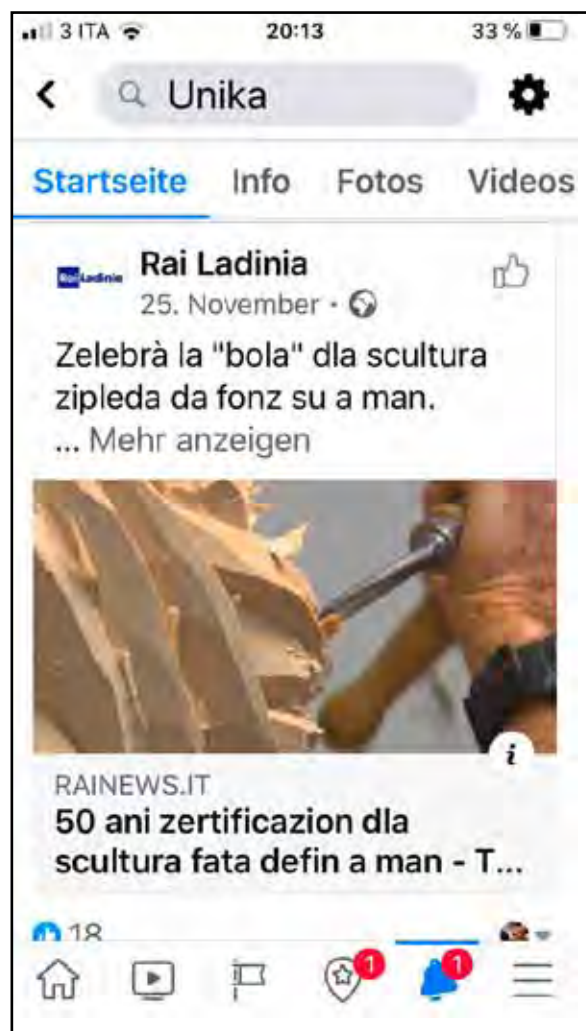 3 ITA 20:13 33 %
Unika
Startseite Info Fotos Videos
Rai Ladinia
Rai Ladinia
25. November ·
Zelebrà la "bola" dla scultura
zipleda da fonz su a man.
... Mehr anzeigen
i
RAINEWS.IT
50 ani zertificazion dla
scultura fata defin a man - T...
18
1 1